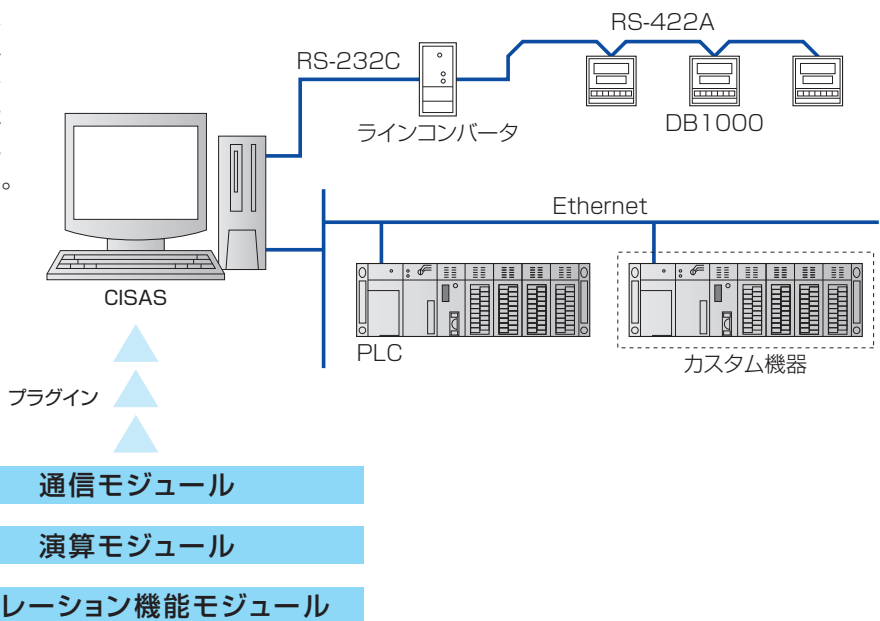 RS-422A
RS-232C
ラインコンバータ
DB1000
。
Ethernet
CISAS
PLC
カスタム機器
プラグイン
通信モジュール
演算モジュール
レーション機能モジュール